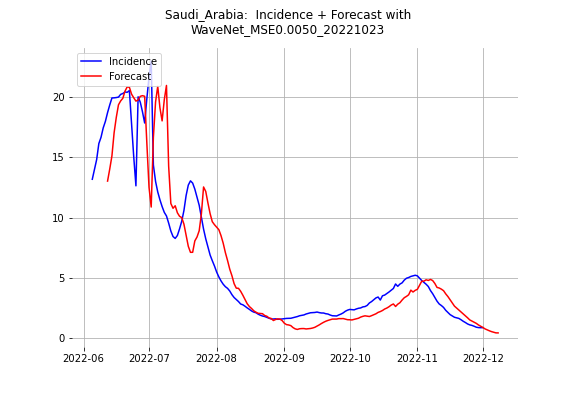 Saudi_Arabia:  Incidence + Forecast with
WaveNet_MSE0.0050_20221023
Incidence
Forecast
20
15
10
5
0
2022-06 2022-07 2022-08 2022-09 2022-10 2022-11 2022-12